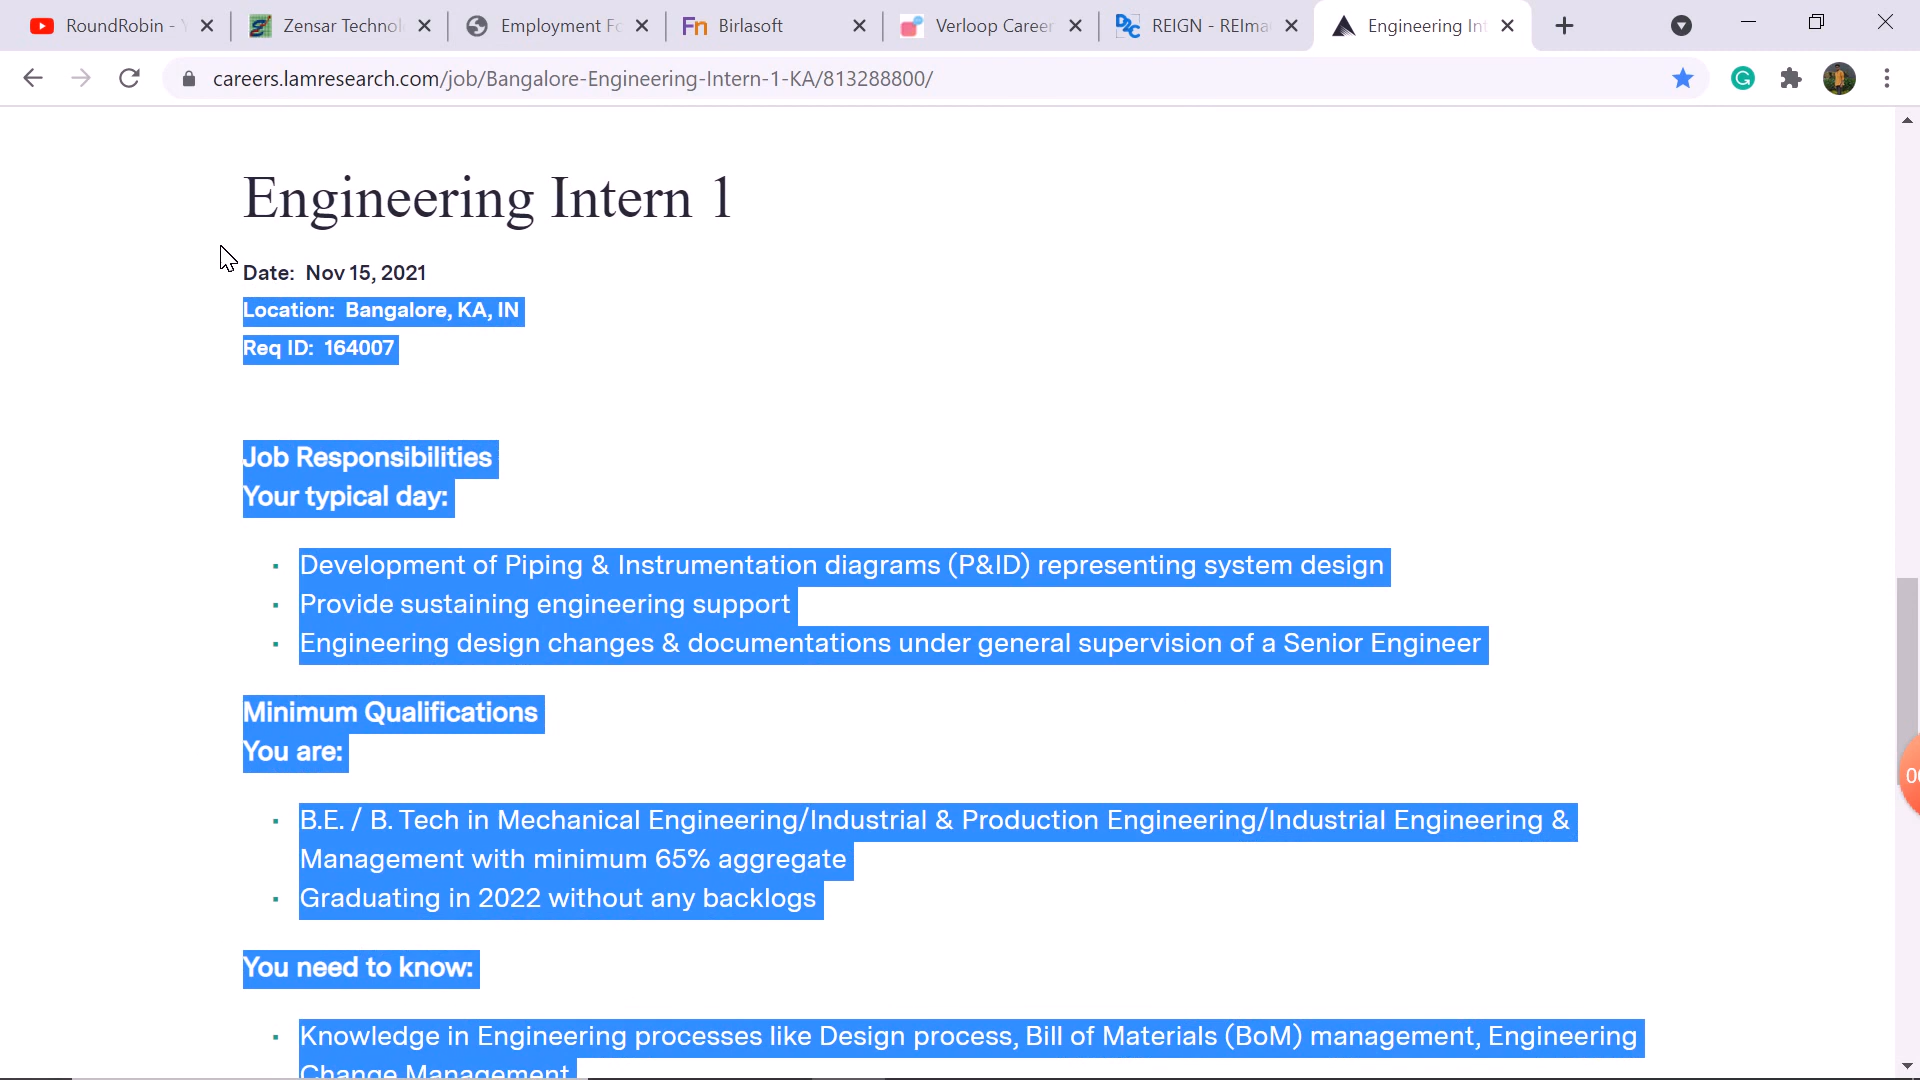 RoundRobin - Y
Zensar Technol
Employment Fo
Birlasoft
Verloop Career
REIGN - REIma
Engineering Int
careers.lamresearch.com/job/Bangalore-Engineering-Intern-1-KA/813288800/
Engineering Intern 1
Date: Nov 15, 2021
Location: Bangalore, KA, IN
Req ID: 164007
Job Responsibilities
Your typical day:
Development of Piping & Instrumentation diagrams (P&ID) representing system design
Provide sustaining engineering support
Engineering design changes & documentations under general supervision of a Senior Engineer
Minimum Qualifications
You are:
B.E. / B. Tech in Mechanical Engineering/Industrial & Production Engineering/Industrial Engineering &
Management with minimum 65% aggregate
Graduating in 2022 without any backlogs
You need to know:
Knowledge in Engineering processes like Design process, Bill of Materials (BoM) management, Engineering
Change Management